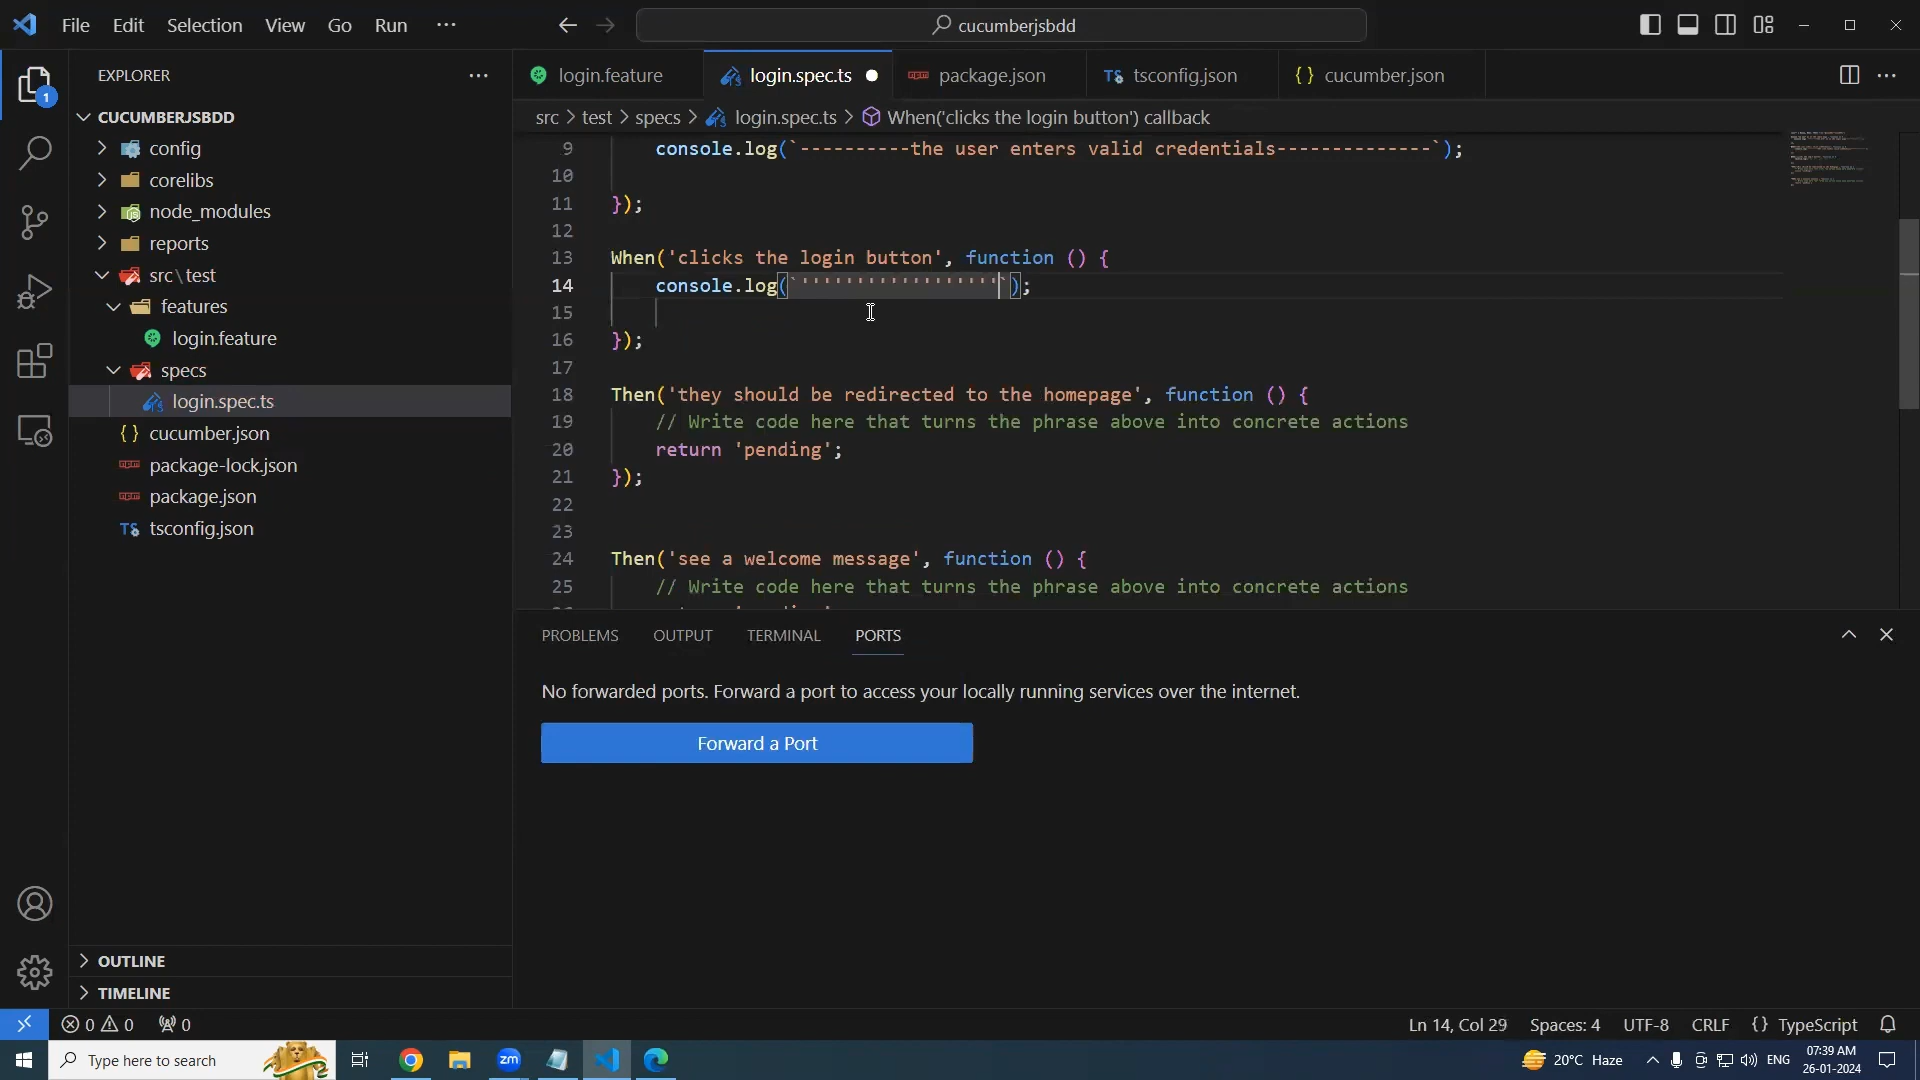 File Edit Selection View Go Run ··· cucumberjsbdd
EXPLORER ···
login.feature login.spec.ts package.json tsconfig.json cucumber.json ···
src > test > specs > login.spec.ts > When('clicks the login button') callback
CUCUMBERJSBDD
config
corelibs
node_modules
reports
src\test
features
login.feature
specs
login.spec.ts
cucumber.json
package-lock.json
package.json
tsconfig.json
OUTLINE
TIMELINE
9 console.log(`----------the user enters valid credentials--------------`);
10
11 });
12
13 When('clicks the login button', function () {
14 console.log(`''''''''''''''''''`);
15
16 });
17
18 Then('they should be redirected to the homepage', function () {
19 // Write code here that turns the phrase above into concrete actions
20 return 'pending';
21 });
22
23
24 Then('see a welcome message', function () {
25 // Write code here that turns the phrase above into concrete actions
PROBLEMS OUTPUT TERMINAL PORTS
No forwarded ports. Forward a port to access your locally running services over the internet.
Forward a Port
0 0 0 Ln 14, Col 29 Spaces: 4 UTF-8 CRLF {} TypeScript
Type here to search zm 20°C Haze ENG 07:39 AM
26-01-2024